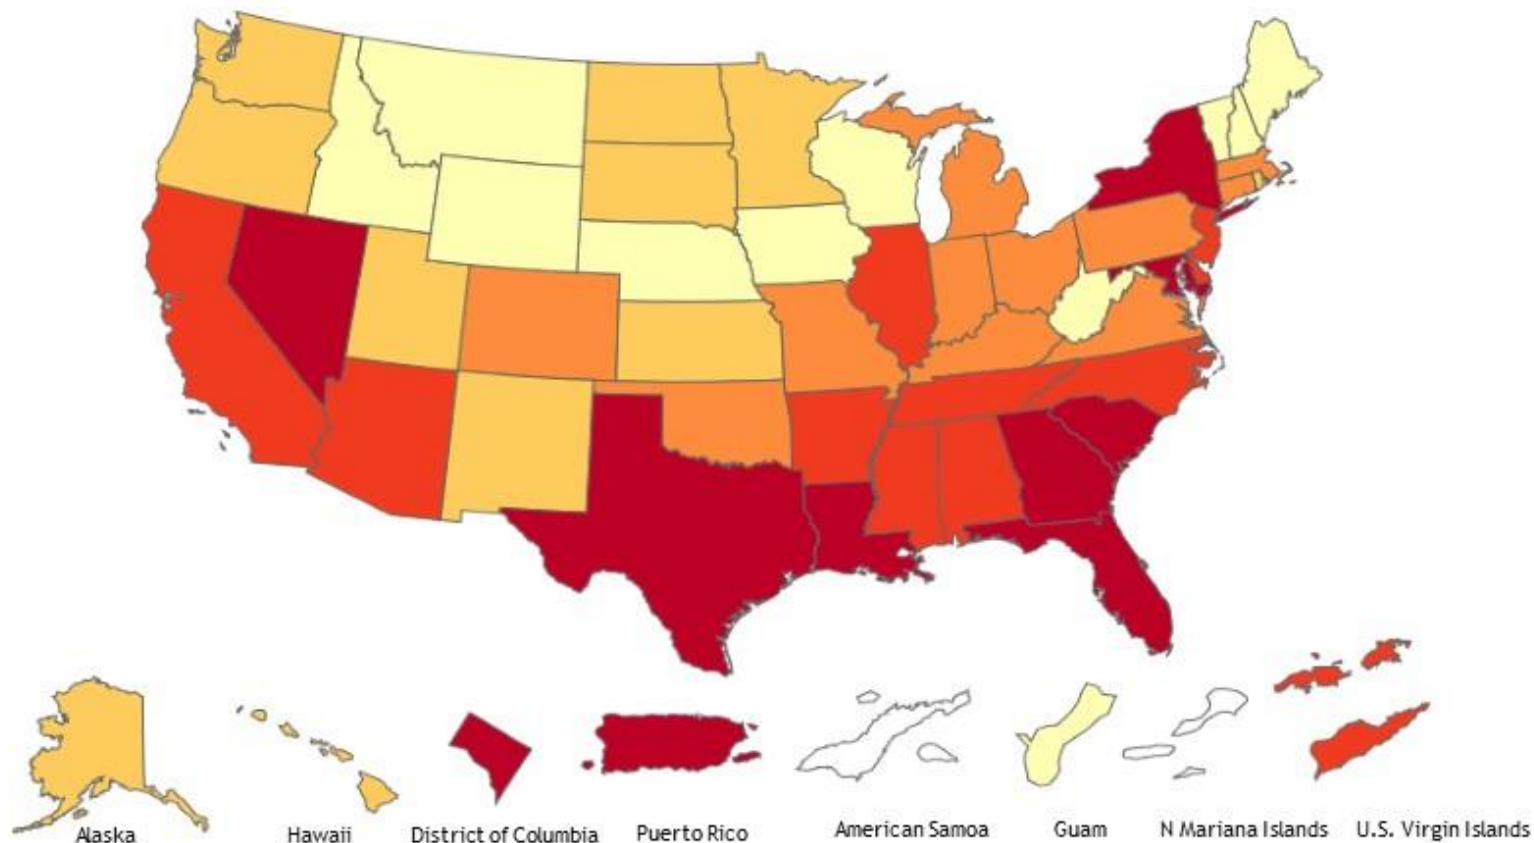 Alaska
Hawaii
District of Columbia
Puerto Rico
American Samoa
Guam
N Mariana Islands
U.S. Virgin Islands